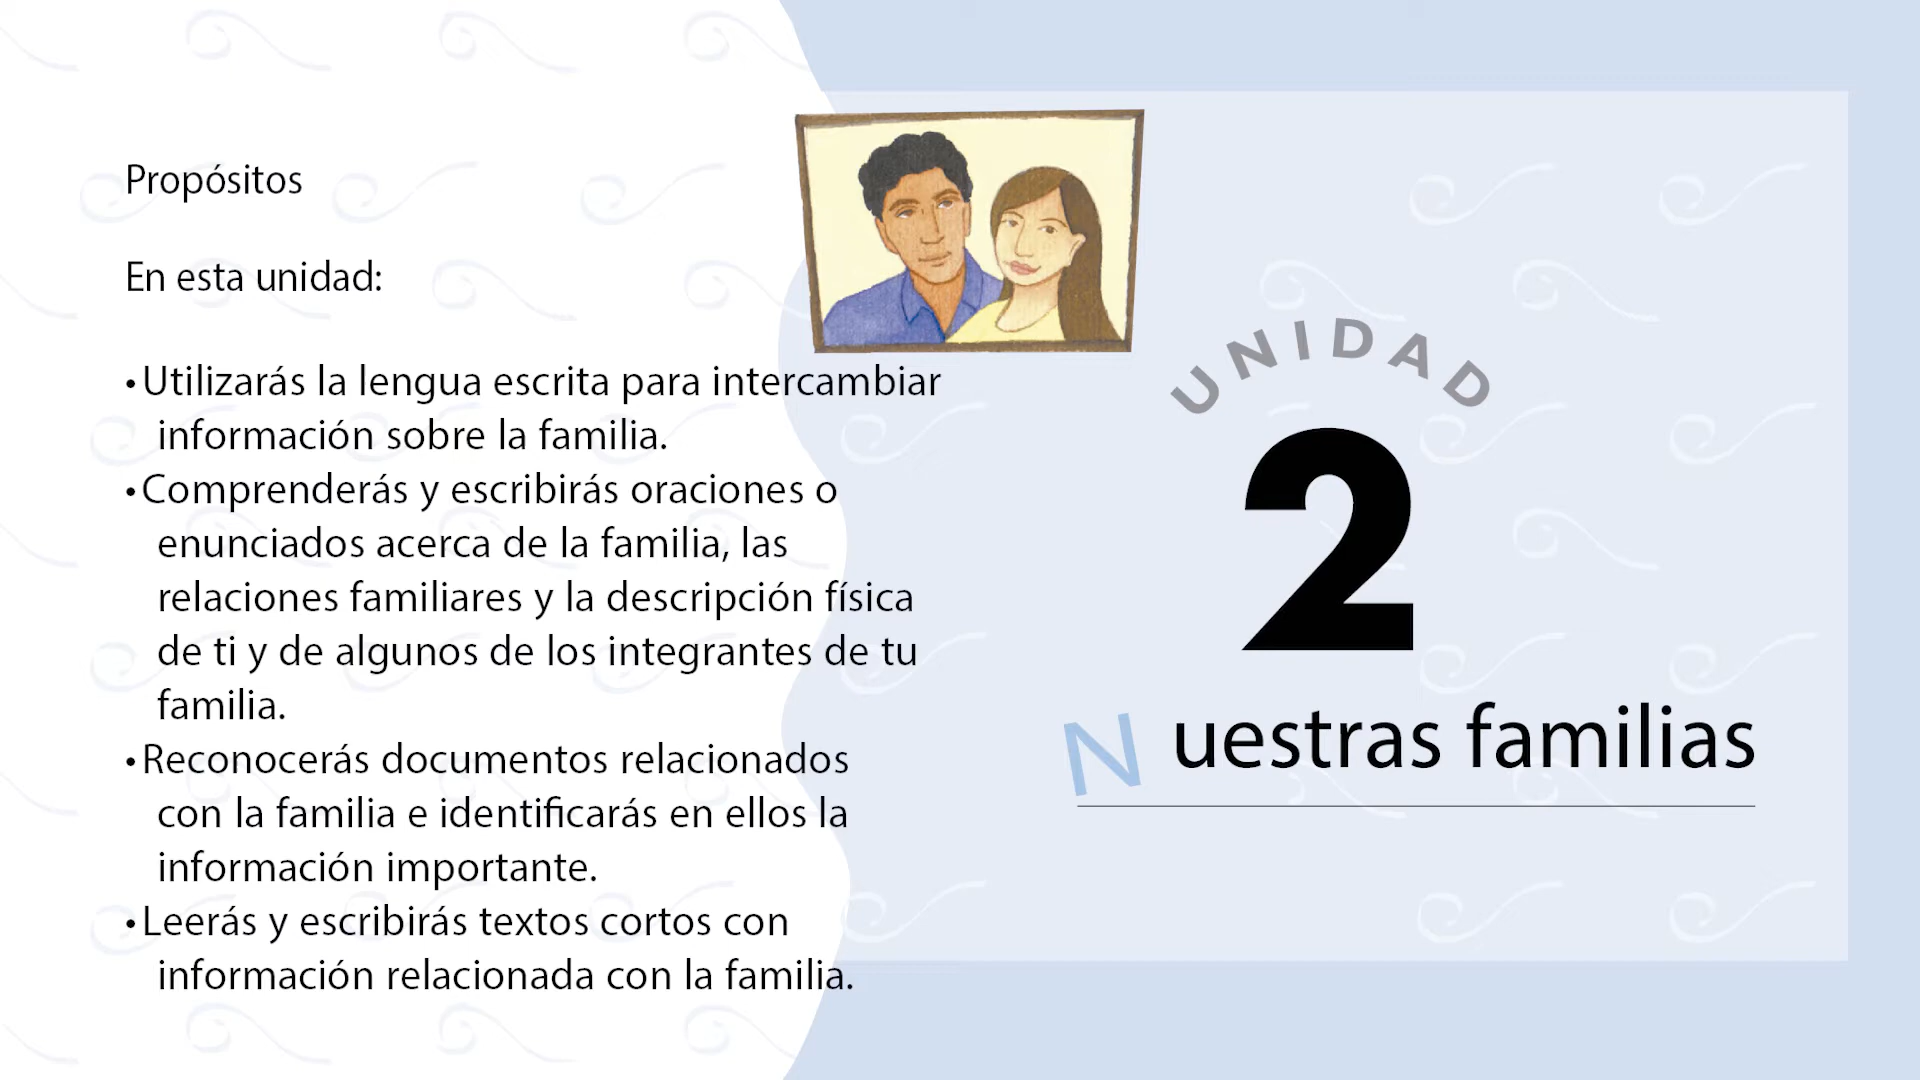 Propósitos
En esta unidad:
•Utilizarás la lengua escrita para intercambiar
información sobre la familia.
•Comprenderás y escribirás oraciones o
enunciados acerca de la familia, las
relaciones familiares y la descripción física
de ti y de algunos de los integrantes de tu
familia.
•Reconocerás documentos relacionados
con la familia e identificarás en ellos la
información importante.
•Leerás y escribirás textos cortos con
información relacionada con la familia.
UNIDAD
2
Nuestras familias